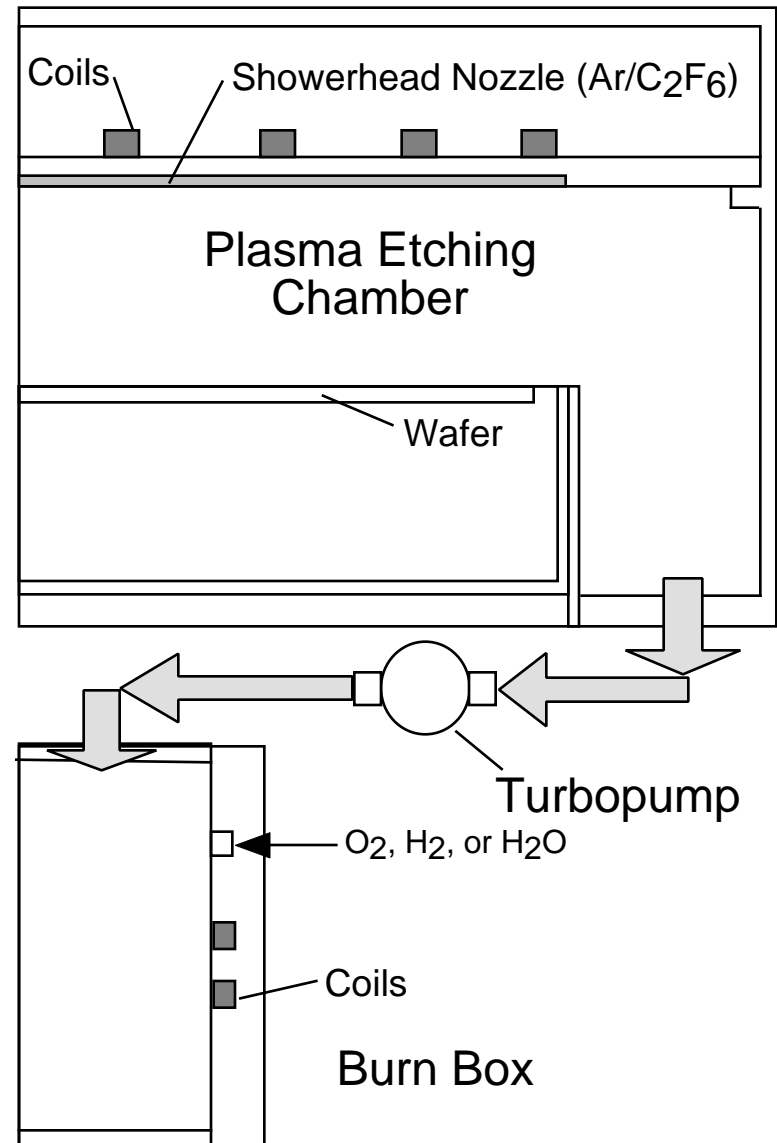 Coils
Showerhead Nozzle (Ar/C2F6)
Plasma Etching
Chamber
Wafer
Turbopump
O2, H2, or H2O
Coils
Burn Box